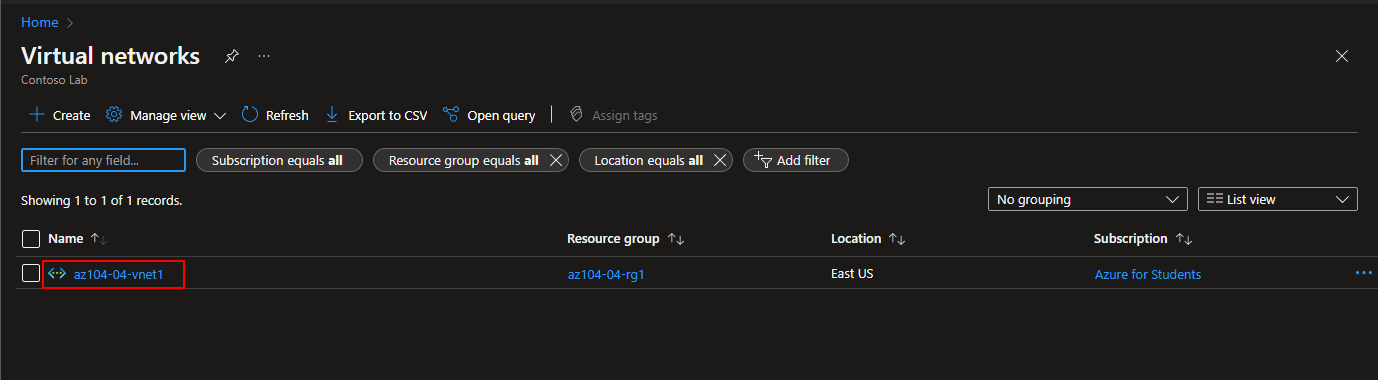 Home
Virtual networks
Contoso Lab
Create Manage view Refresh Export to CSV Open query Assign tags
Filter for any field... Subscription equals all Resource group equals all Location equals all Add filter
Showing 1 to 1 of 1 records. No grouping List view
Name Resource group Location Subscription
az104-04-vnet1 az104-04-rg1 East US Azure for Students